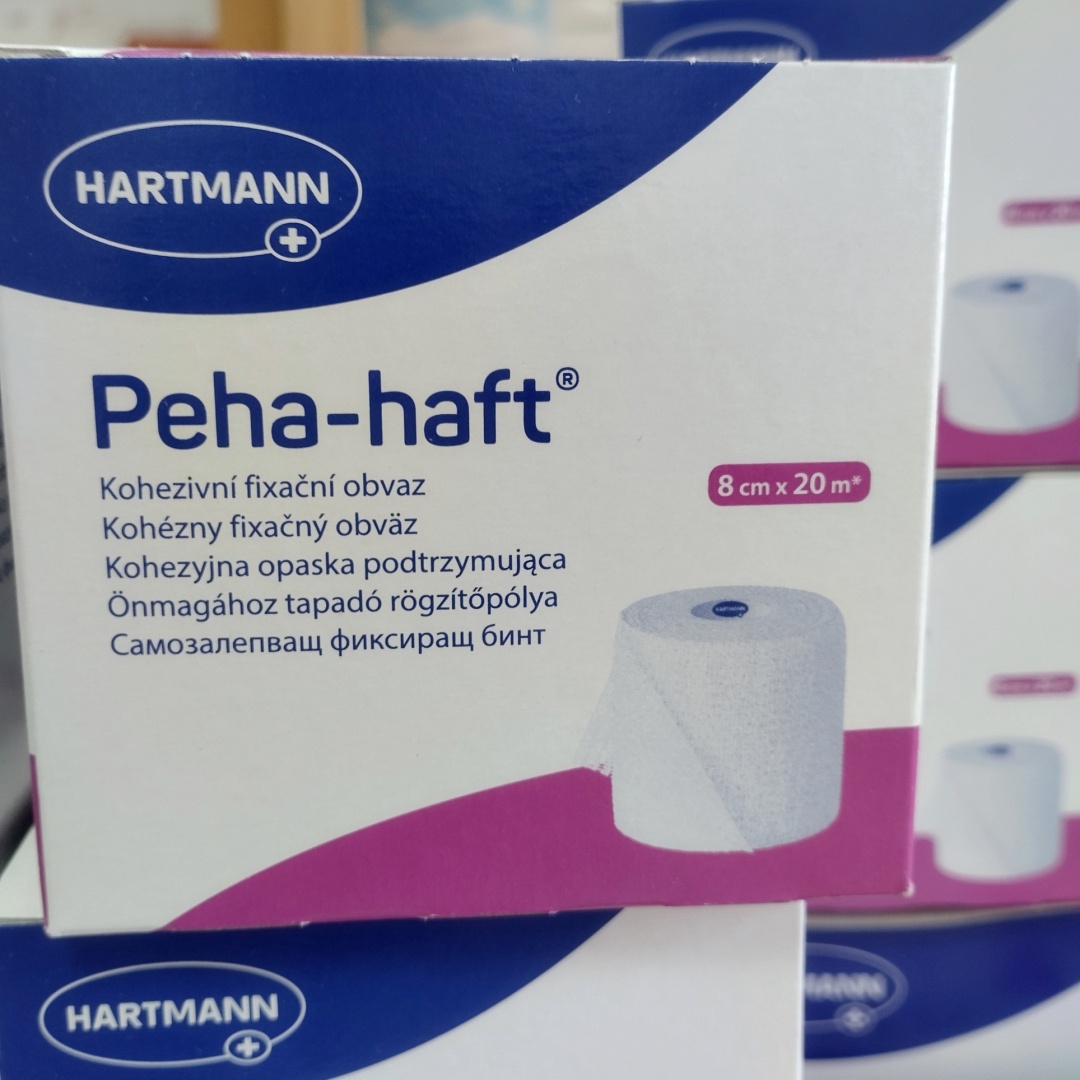 HARTMANN
Peha-haft®
Kohezivní fixační obvaz
Kohézny fixačný obväz
Kohezyjna opaska podtrzymująca
Önmagához tapadó rögzítőpólya
Самозалепващ фиксиращ бинт
8 cm x 20 m*
HARTMANN
HARTMANN